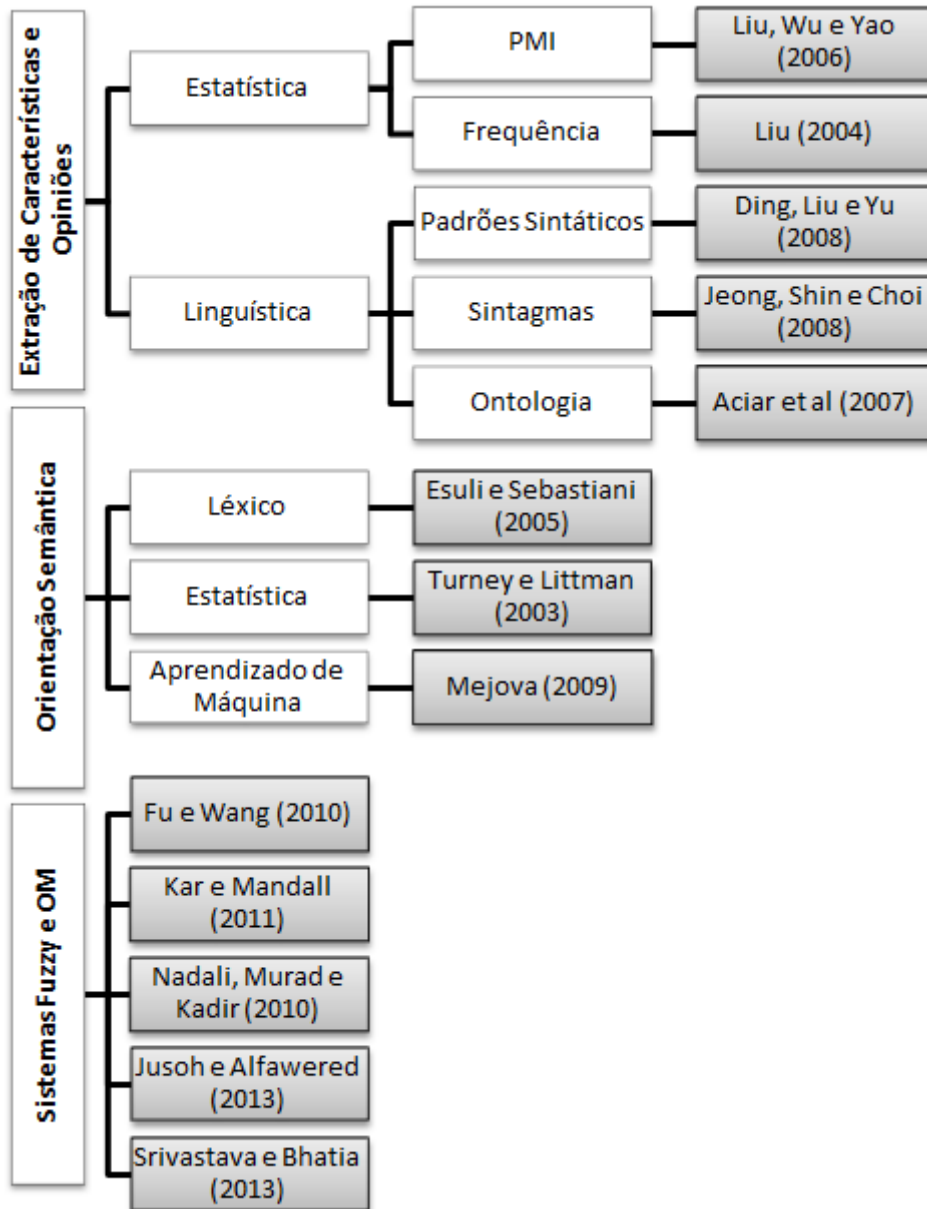 Extração de Características e
Opiniões
Estatística
PMI
Liu, Wu e Yao
(2006)
Frequência
Liu (2004)
Linguística
Padrões Sintáticos
Ding, Liu e Yu
(2008)
Sintagmas
Jeong, Shin e Choi
(2008)
Ontologia
Aciar et al (2007)
Orientação Semântica
Léxico
Esuli e Sebastiani
(2005)
Estatística
Turney e Littman
(2003)
Aprendizado de
Máquina
Mejova (2009)
Sistemas Fuzzy e OM
Fu e Wang (2010)
Kar e Mandall
(2011)
Nadali, Murad e
Kadir (2010)
Jusoh e Alfawered
(2013)
Srivastava e Bhatia
(2013)